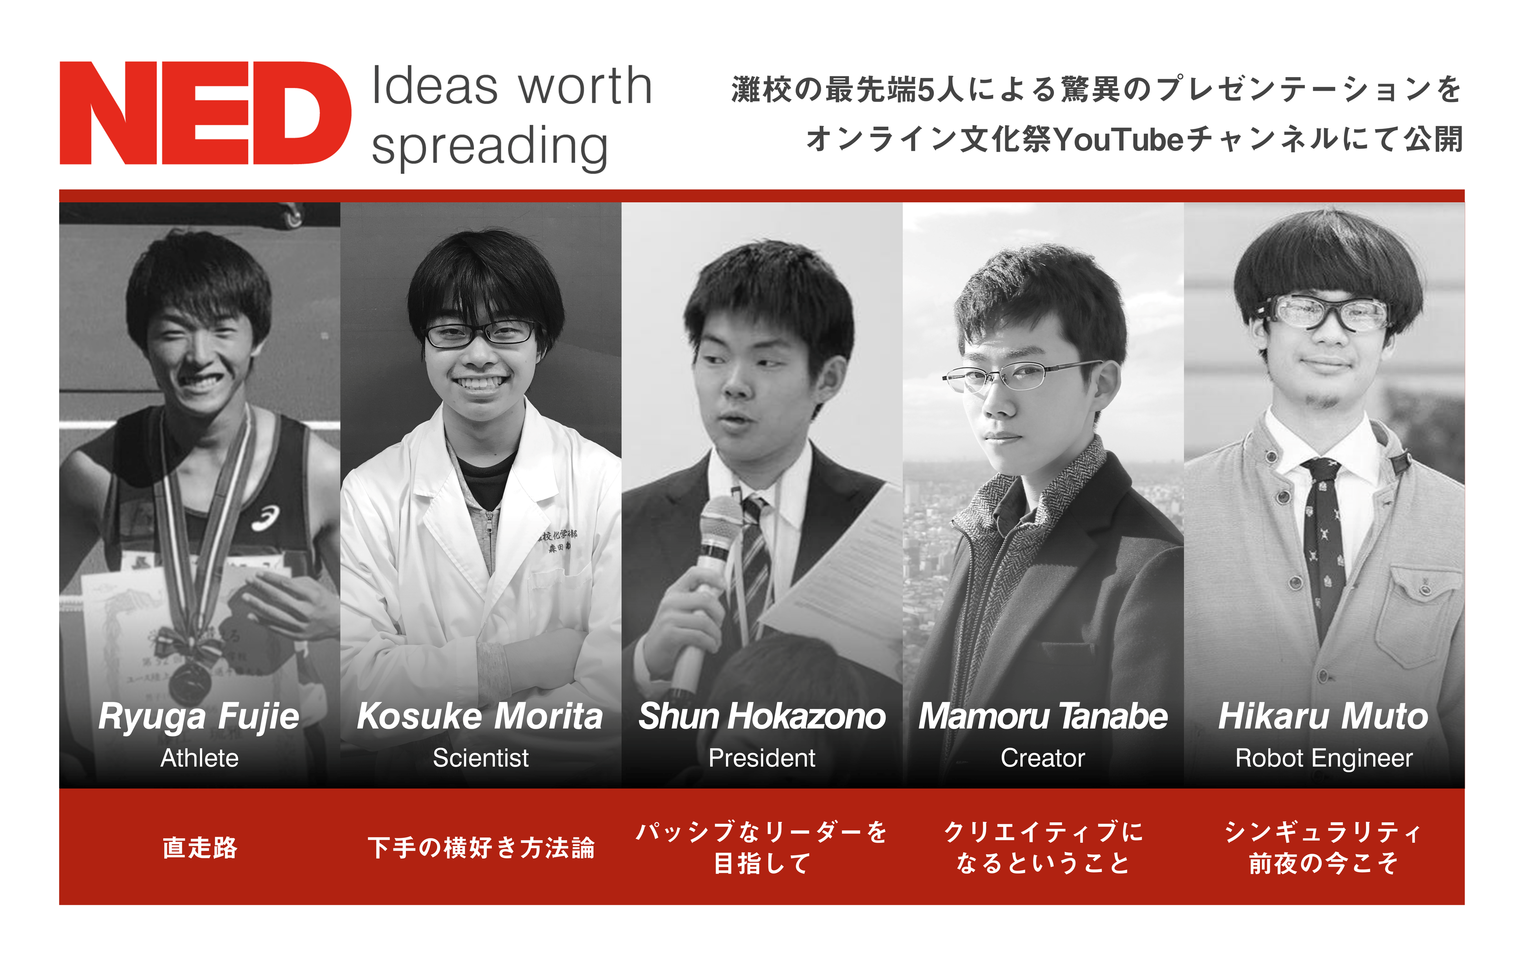 NED
Ideas worth
spreading
灘校の最先端5人による驚異のプレゼンテーションを
オンライン文化祭YouTubeチャンネルにて公開
Ryuga Fujie
Athlete
直走路
Kosuke Morita
Scientist
下手の横好き方法論
Shun Hokazono
President
パッシブなリーダーを
目指して
Mamoru Tanabe
Creator
クリエイティブに
なるということ
Hikaru Muto
Robot Engineer
シンギュラリティ
前夜の今こそ